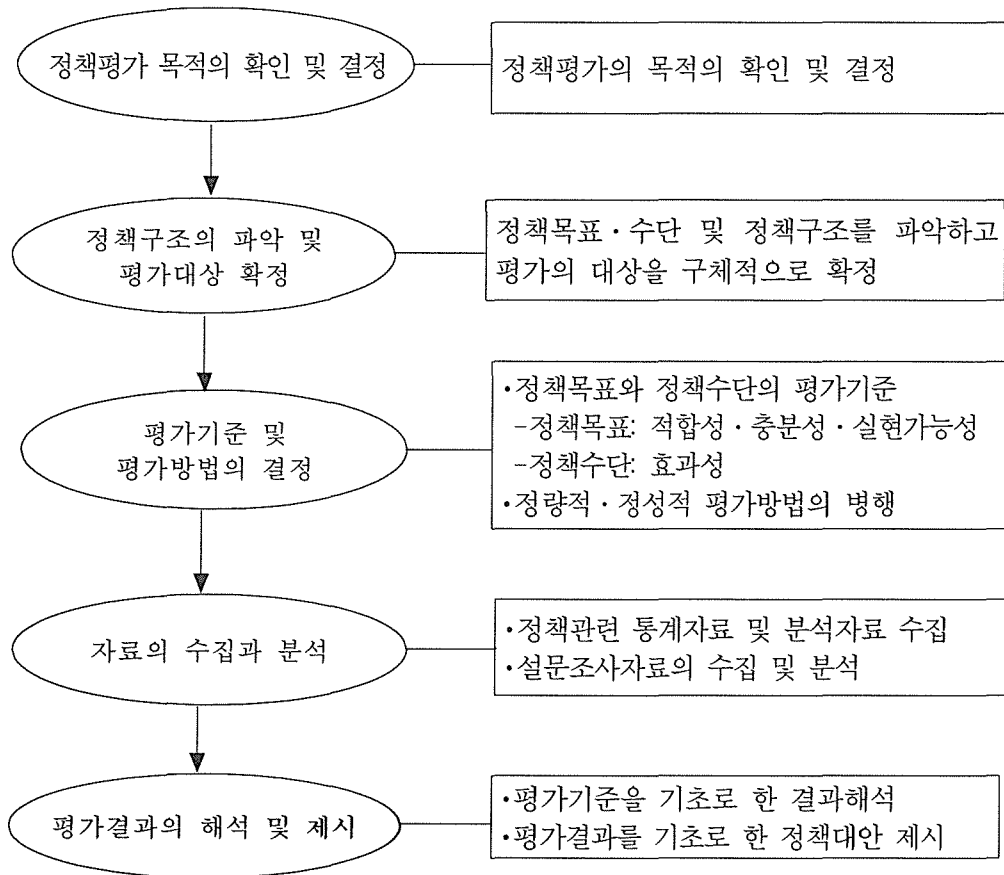 정책평가 목적의 확인 및 결정
정책평가의 목적의 확인 및 결정
정책구조의 파악 및
평가대상 확정
정책목표·수단 및 정책구조를 파악하고
평가의 대상을 구체적으로 확정
평가기준 및
평가방법의 결정
•정책목표와 정책수단의 평가기준
-정책목표: 적합성·충분성·실현가능성
-정책수단: 효과성
•정량적·정성적 평가방법의 병행
자료의 수집과 분석
•정책관련 통계자료 및 분석자료 수집
•설문조사자료의 수집 및 분석
평가결과의 해석 및 제시
•평가기준을 기초로 한 결과해석
•평가결과를 기초로 한 정책대안 제시